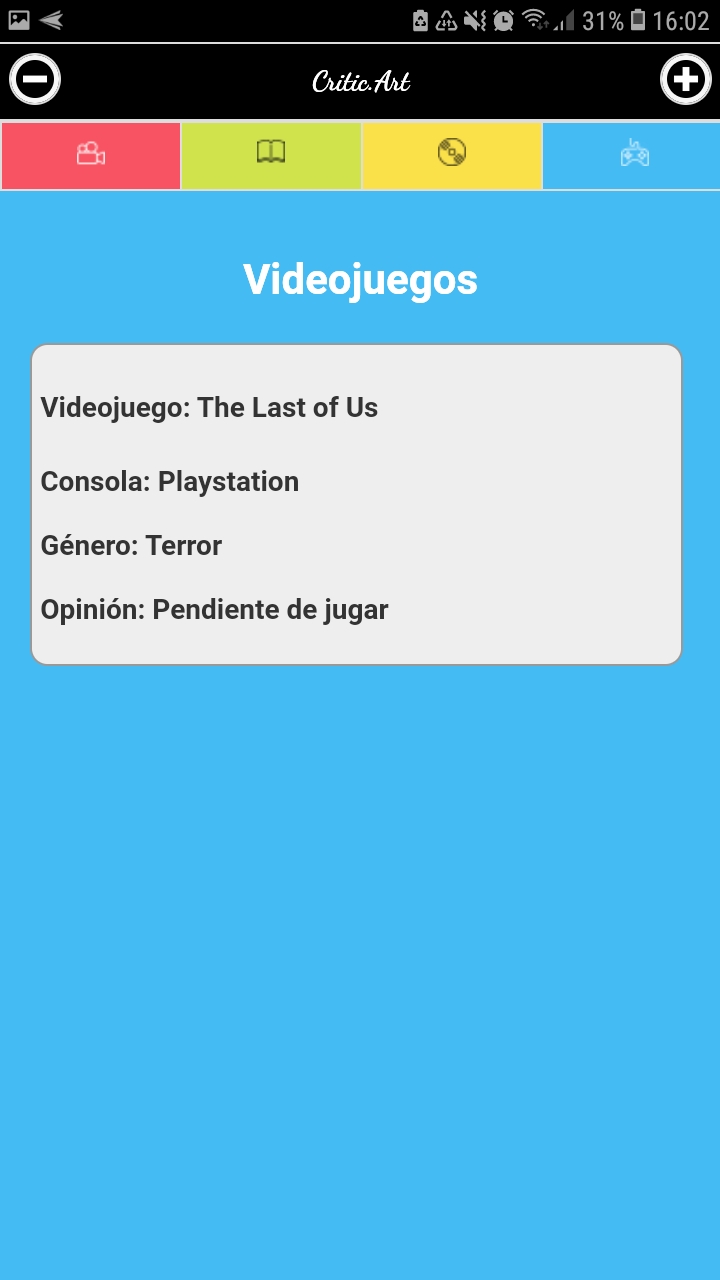 31% 16:02
Critic.Art
Videojuegos
Videojuego: The Last of Us
Consola: Playstation
Género: Terror
Opinión: Pendiente de jugar